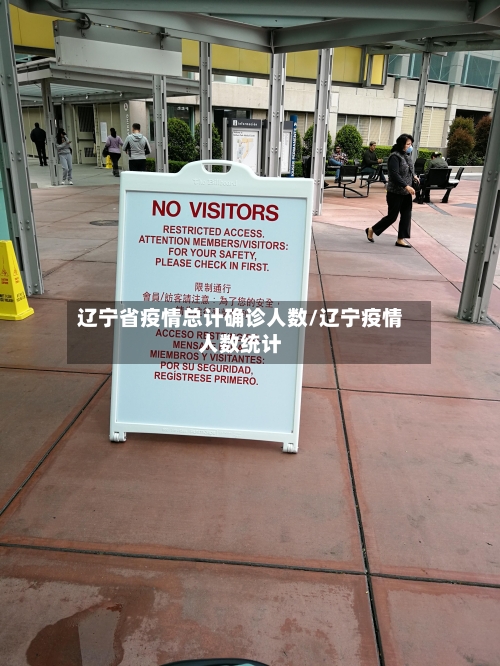 NO VISITORS
RESTRICTED ACCESS.
ATTENTION MEMBERS/VISITORS:
FOR YOUR SAFETY,
PLEASE CHECK IN FIRST.
限制通行
會員/訪客請注意：為了您的安全，
辽宁省疫情总计确诊人数/辽宁疫情
人数统计
ACCESO
MIEMBROS Y VISITANTES:
POR SU SEGURIDAD,
REGÍSTRESE PRIMERO.